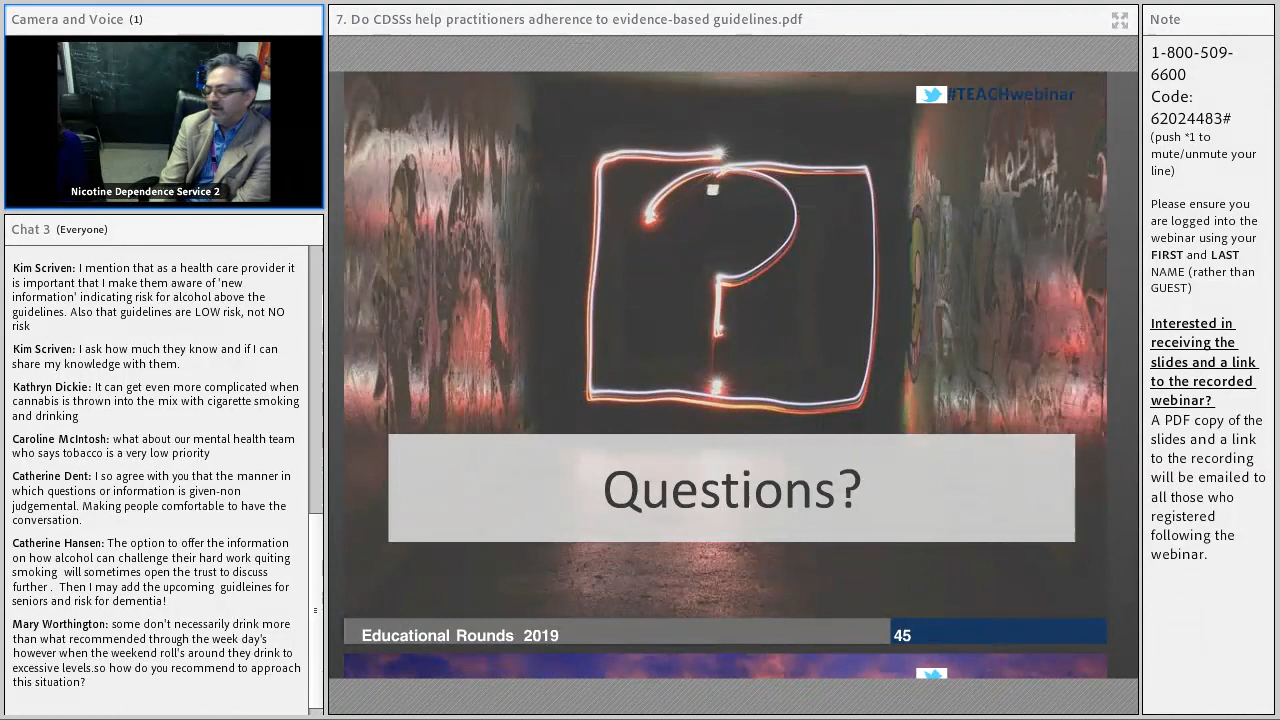 Camera and Voice (1)
Nicotine Dependence Service 2
Chat 3 (Everyone)
Kim Scriven: I mention that as a health care provider it
is important that I make them aware of 'new
information' indicating risk for alcohol above the
guidelines. Also that guidelines are LOW risk, not NO
risk
Kim Scriven: I ask how much they know and if I can
share my knowledge with them.
Kathryn Dickie: It can get even more complicated when
cannabis is thrown into the mix with cigarette smoking
and drinking
Caroline McIntosh: what about our mental health team
who says tobacco is a very low priority
Catherine Dent: I so agree with you that the manner in
which questions or information is given-non
judgemental. Making people comfortable to have the
conversation.
Catherine Hansen: The option to offer the information
on how alcohol can challenge their hard work quiting
smoking will sometimes open the trust to discuss
further . Then I may add the upcoming guidleines for
seniors and risk for dementia!
Mary Worthington: some don't necessarily drink more
than what recommended through the week day's
however when the weekend roll's around they drink to
excessive levels.so how do you recommend to approach
this situation?
7. Do CDSSs help practitioners adherence to evidence-based guidelines.pdf
#TEACHwebinar
?
Questions?
Educational Rounds 2019
45
Note
1-800-509-
6600
Code:
62024483#
(push *1 to
mute/unmute your
line)
Please ensure you
are logged into the
webinar using your
FIRST and LAST
NAME (rather than
GUEST)
Interested in
receiving the
slides and a link
to the recorded
webinar?
A PDF copy of the
slides and a link
to the recording
will be emailed to
all those who
registered
following the
webinar.